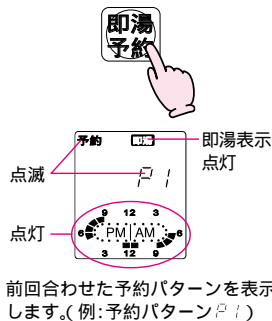 即湯
予約
予約 即湯
即湯表示
点灯
点滅
P1
点灯
9 12 3
6 PM AM 6
3 12 9
前回合わせた予約パターンを表示
します。(例:予約パターンP1)